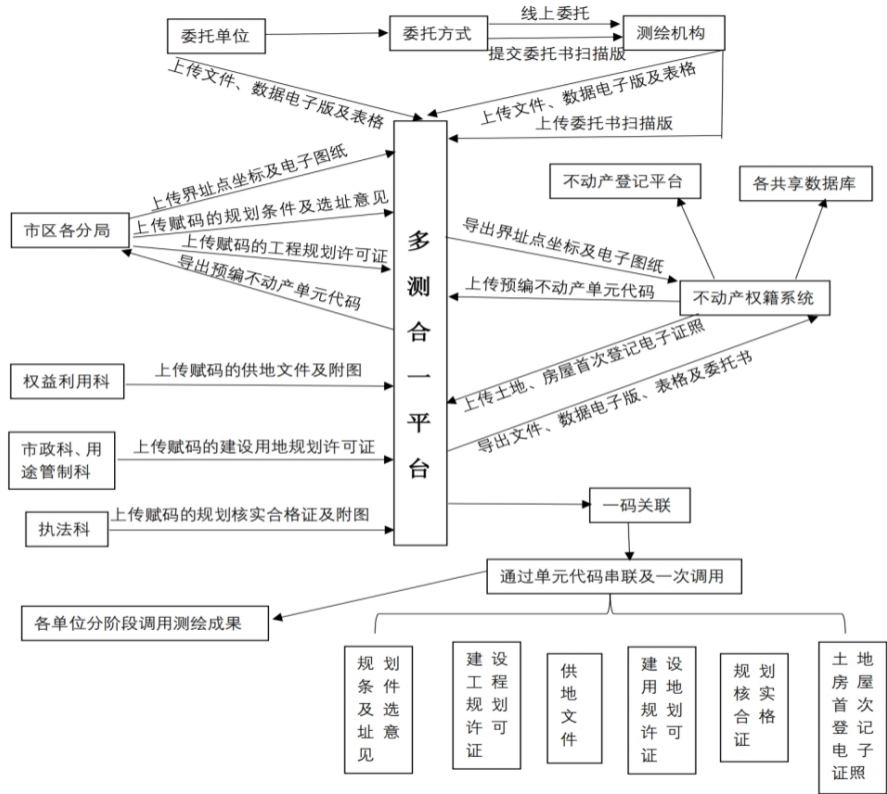 委托单位
委托方式
线上委托
提交委托书扫描版
测绘机构
上传文件、数据电子版及表格
上传文件、数据电子版及表格
上传委托书扫描版
市区各分局
上传界址点坐标及电子图纸
上传赋码的规划条件及选址意见
上传赋码的工程规划许可证
导出预编不动产单元代码
多测合一平台
不动产登记平台
各共享数据库
导出界址点坐标及电子图纸
上传预编不动产单元代码
不动产权籍系统
上传土地、房屋首次登记电子证照
导出文件、数据电子版、表格及委托书
权益利用科
上传赋码的供地文件及附图
市政科、用
途管制科
上传赋码的建设用地规划许可证
执法科
上传赋码的规划核实合格证及附图
一码关联
通过单元代码串联及一次调用
各单位分阶段调用测绘成果
规划
条件
及选
址意
见
建设
工程
规划
许可
证
供
地
文
件
建设
用地
规划
许可
证
规划
核实
合格
证
土地
房屋
首次
登记
电子
证照